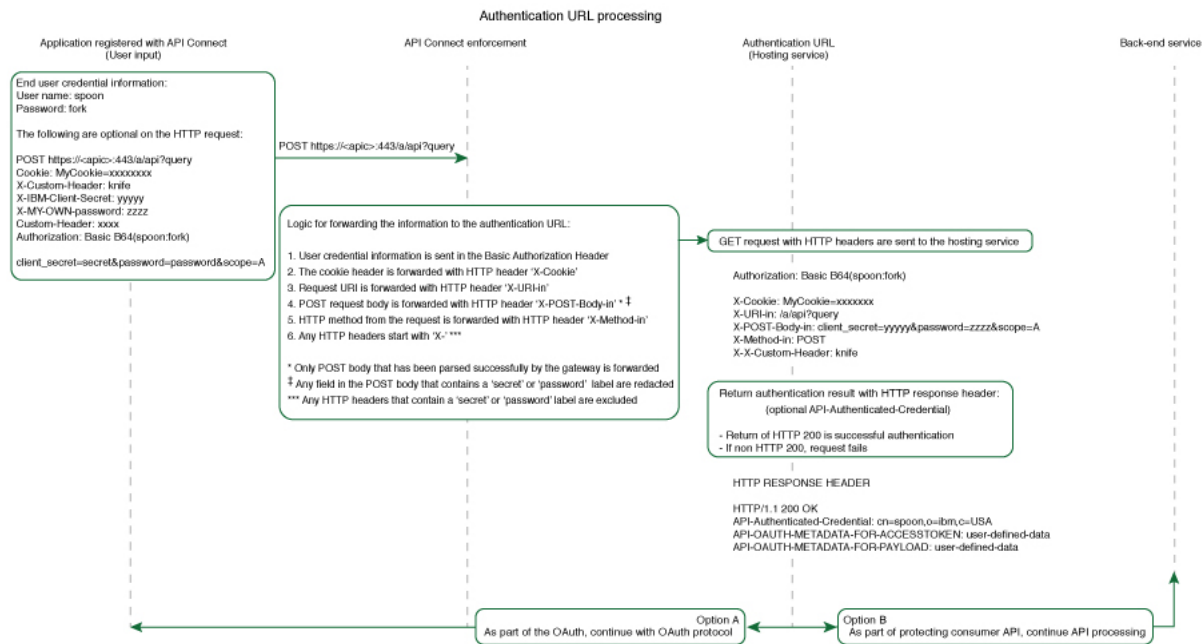 Authentication URL processing
Application registered with API Connect
(User input)
API Connect enforcement
Authentication URL
(Hosting service)
Back-end service
End user credential information:
User name: spoon
Password: fork
The following are optional on the HTTP request:
POST https://<apic>:443/a/api?query
Cookie: MyCookie=xxxxxxxx
X-Custom-Header: knife
X-IBM-Client-Secret: yyyyy
X-MY-OWN-password: zzzz
Custom-Header: xxxx
Authorization: Basic B64(spoon:fork)
client_secret=secret&password=password&scope=A
POST https://<apic>:443/a/api?query
Logic for forwarding the information to the authentication URL:
1. User credential information is sent in the Basic Authorization Header
2. The cookie header is forwarded with HTTP header 'X-Cookie'
3. Request URI is forwarded with HTTP header 'X-URI-in'
4. POST request body is forwarded with HTTP header 'X-POST-Body-in' * ‡
5. HTTP method from the request is forwarded with HTTP header 'X-Method-in'
6. Any HTTP headers start with 'X-' ***
* Only POST body that has been parsed successfully by the gateway is forwarded
‡ Any field in the POST body that contains a 'secret' or 'password' label are redacted
*** Any HTTP headers that contain a 'secret' or 'password' label are excluded
GET request with HTTP headers are sent to the hosting service
Authorization: Basic B64(spoon:fork)
X-Cookie: MyCookie=xxxxxxx
X-URI-in: /a/api?query
X-POST-Body-in: client_secret=yyyyy&password=zzzz&scope=A
X-Method-in: POST
X-X-Custom-Header: knife
Return authentication result with HTTP response header:
(optional API-Authenticated-Credential)
- Return of HTTP 200 is successful authentication
- If non HTTP 200, request fails
HTTP RESPONSE HEADER
HTTP/1.1 200 OK
API-Authenticated-Credential: cn=spoon,o=ibm,c=USA
API-OAUTH-METADATA-FOR-ACCESSTOKEN: user-defined-data
API-OAUTH-METADATA-FOR-PAYLOAD: user-defined-data
Option A
As part of the OAuth, continue with OAuth protocol
Option B
As part of protecting consumer API, continue API processing